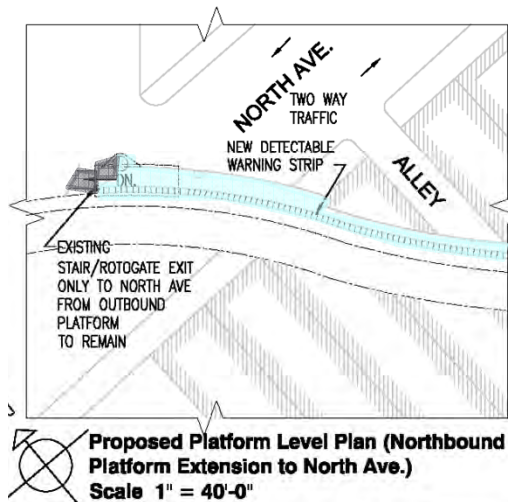 NORTH AVE.
TWO WAY
TRAFFIC
NEW DETECTABLE
WARNING STRIP
ALLEY
DN.
EXISTING
STAIR/ROTOGATE EXIT
ONLY TO NORTH AVE
FROM OUTBOUND
PLATFORM
TO REMAIN
Proposed Platform Level Plan (Northbound
Platform Extension to North Ave.)
Scale 1" = 40'-0"